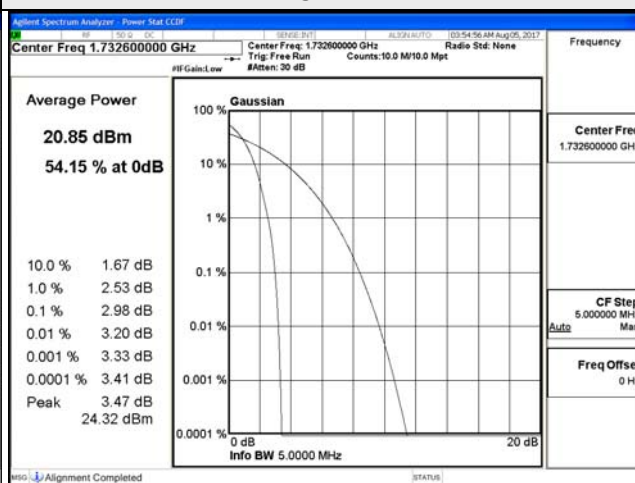 Agilent Spectrum Analyzer - Power Stat CCDF
RF 50 Ω DC SENSE:INT ALIGN AUTO 03:54:56 AM Aug 05, 2017
Center Freq 1.732600000 GHz
Center Freq: 1.732600000 GHz Radio Std: None
Trig: Free Run Counts:10.0 M/10.0 Mpt
#IFGain:Low #Atten: 30 dB
Frequency
Average Power
20.85 dBm
54.15 % at 0dB
10.0 % 1.67 dB
1.0 % 2.53 dB
0.1 % 2.98 dB
0.01 % 3.20 dB
0.001 % 3.33 dB
0.0001 % 3.41 dB
Peak 3.47 dB
24.32 dBm
Gaussian
100 %
10 %
1 %
0.1 %
0.01 %
0.001 %
0.0001 %
0 dB 20 dB
Info BW 5.0000 MHz
Center Fre
1.732600000 GH
CF Step
5.000000 MH
Auto Ma
Freq Offse
0 H
MSG Alignment Completed STATUS